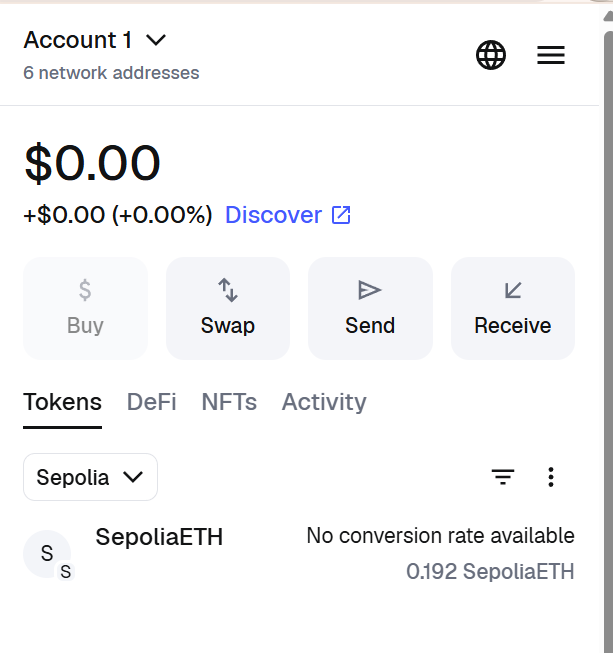 Account 1
6 network addresses
$0.00
+$0.00 (+0.00%) Discover
$
Buy Swap Send Receive
Tokens DeFi NFTs Activity
Sepolia
S S SepoliaETH No conversion rate available
0.192 SepoliaETH